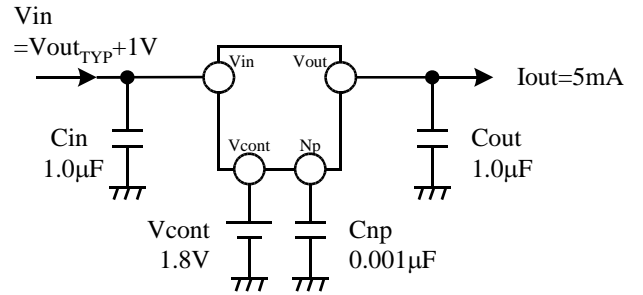 Vin
=VoutTYP+1V
Vin
Vout
Iout=5mA
Cin
1.0μF
Vcont
Np
Cout
1.0μF
Vcont
1.8V
Cnp
0.001μF